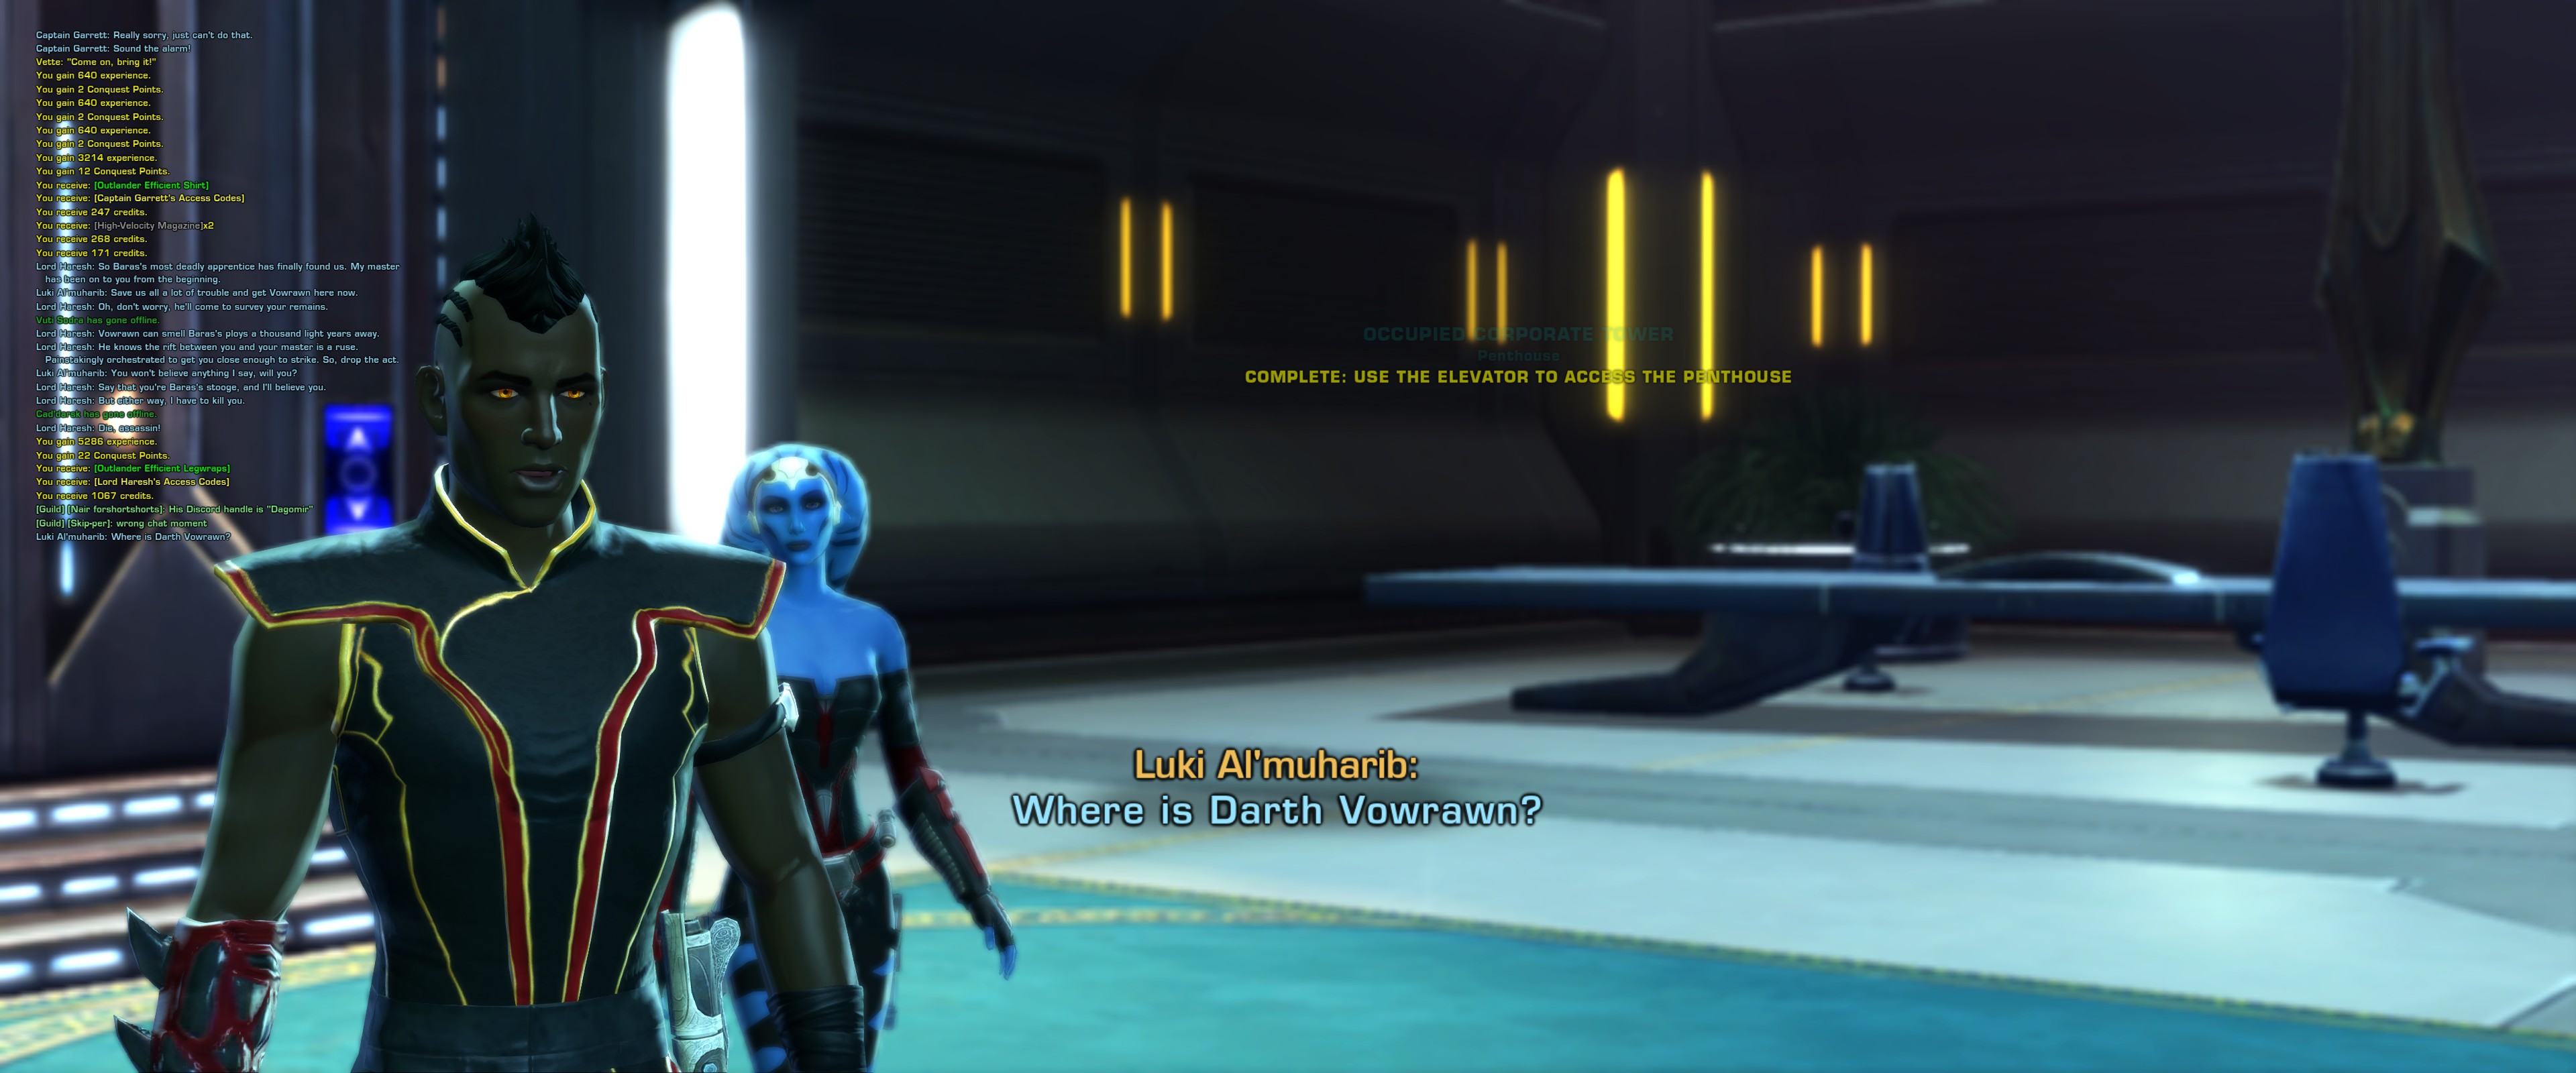 Captain Garrett: Really sorry, just can't do that.
Captain Garrett: Sound the alarm!
Vette: "Come on, bring it!"
You gain 640 experience.
You gain 2 Conquest Points.
You gain 640 experience.
You gain 2 Conquest Points.
You gain 640 experience.
You gain 2 Conquest Points.
You gain 3214 experience.
You gain 12 Conquest Points.
You receive: [Outlander Efficient Shirt]
You receive: [Captain Garrett's Access Codes]
You receive 247 credits.
You receive: [High-Velocity Magazine]x2
You receive 268 credits.
You receive 171 credits.
Lord Haresh: So Baras's most deadly apprentice has finally found us. My master
has been on to you from the beginning.
Luki Al'muharib: Save us all a lot of trouble and get Vowrawn here now.
Lord Haresh: Oh, don't worry, he'll come to survey your remains.
Vuti Sedra has gone offline.
Lord Haresh: Vowrawn can smell Baras's ploys a thousand light years away.
Lord Haresh: He knows the rift between you and your master is a ruse.
Painstakingly orchestrated to get you close enough to strike. So, drop the act.
Luki Al'muharib: You won't believe anything I say, will you?
Lord Haresh: Say that you're Baras's stooge, and I'll believe you.
Lord Haresh: But either way, I have to kill you.
Cad'darsk has gone offline.
Lord Haresh: Die, assassin!
You gain 5286 experience.
You gain 22 Conquest Points.
You receive: [Outlander Efficient Legwraps]
You receive: [Lord Haresh's Access Codes]
You receive 1067 credits.
[Guild] [Nair forshortshorts]: His Discord handle is "Dagomir"
[Guild] [Skip-per]: wrong chat moment
Luki Al'muharib: Where is Darth Vowrawn?
OCCUPIED CORPORATE TOWER
Penthouse
COMPLETE: USE THE ELEVATOR TO ACCESS THE PENTHOUSE
Luki Al'muharib:
Where is Darth Vowrawn?